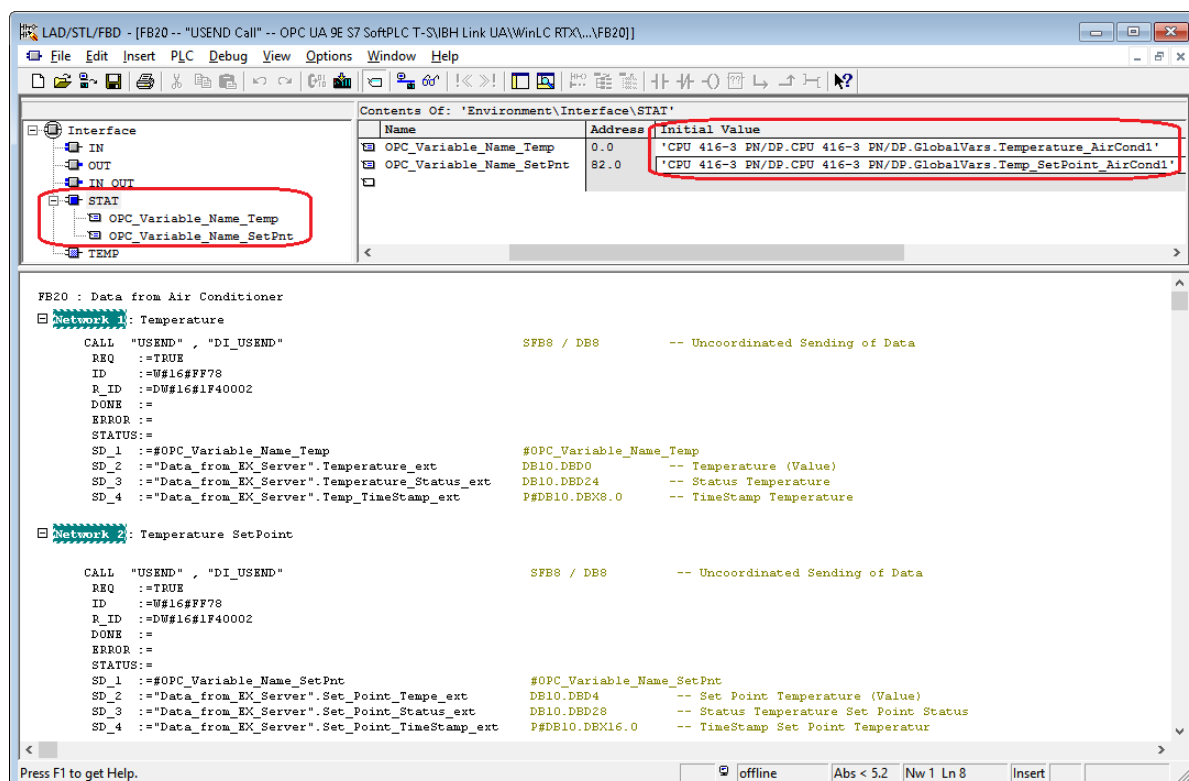 LAD/STL/FBD - [FB20 -- "USEND Call" -- OPC UA 9E S7 SoftPLC T-S\IBH Link UA\WinLC RTX\...\FB20]]
File Edit Insert PLC Debug View Options Window Help
Contents Of: 'Environment\Interface\STAT'
Interface
IN
OUT
IN_OUT
STAT
OPC_Variable_Name_Temp
OPC_Variable_Name_SetPnt
TEMP
Name Address Initial Value
OPC_Variable_Name_Temp 0.0 'CPU 416-3 PN/DP.CPU 416-3 PN/DP.GlobalVars.Temperature_AirCond1'
OPC_Variable_Name_SetPnt 82.0 'CPU 416-3 PN/DP.CPU 416-3 PN/DP.GlobalVars.Temp_SetPoint_AirCond1'
FB20 : Data from Air Conditioner
Network 1: Temperature
CALL "USEND" , "DI_USEND" SFB8 / DB8 -- Uncoordinated Sending of Data
REQ :=TRUE
ID :=W#16#FF78
R_ID :=DW#16#1F40002
DONE :=
ERROR :=
STATUS:=
SD_1 :=#OPC_Variable_Name_Temp #OPC_Variable_Name_Temp
SD_2 :="Data_from_EX_Server".Temperature_ext DB10.DBD0 -- Temperature (Value)
SD_3 :="Data_from_EX_Server".Temperature_Status_ext DB10.DBD24 -- Status Temperature
SD_4 :="Data_from_EX_Server".Temp_TimeStamp_ext P#DB10.DBX8.0 -- TimeStamp Temperature
Network 2: Temperature SetPoint
CALL "USEND" , "DI_USEND" SFB8 / DB8 -- Uncoordinated Sending of Data
REQ :=TRUE
ID :=W#16#FF78
R_ID :=DW#16#1F40002
DONE :=
ERROR :=
STATUS:=
SD_1 :=#OPC_Variable_Name_SetPnt #OPC_Variable_Name_SetPnt
SD_2 :="Data_from_EX_Server".Set_Point_Tempe_ext DB10.DBD4 -- Set Point Temperature (Value)
SD_3 :="Data_from_EX_Server".Set_Point_Status_ext DB10.DBD28 -- Status Temperature Set Point Status
SD_4 :="Data_from_EX_Server".Set_Point_TimeStamp_ext P#DB10.DBX16.0 -- TimeStamp Set Point Temperatur
Press F1 to get Help. offline Abs < 5.2 Nw 1 Ln 8 Insert